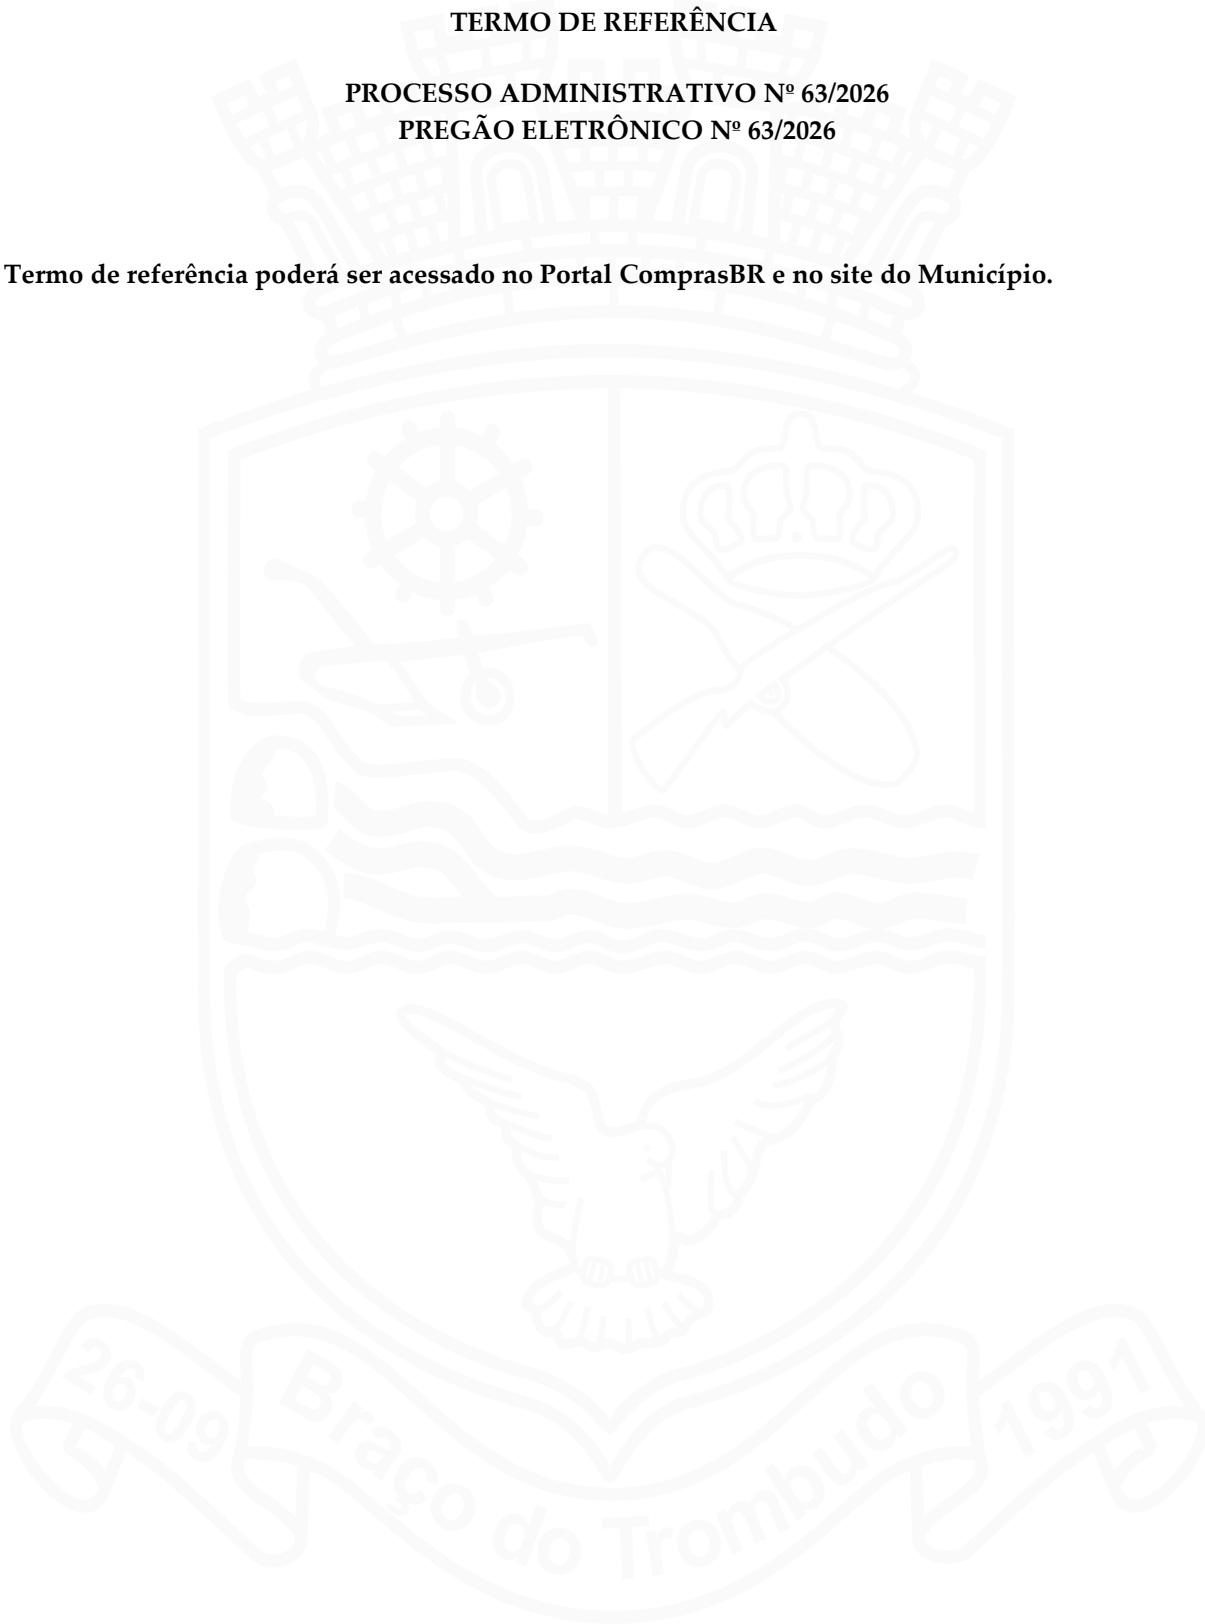 TERMO DE REFERÊNCIA
PROCESSO ADMINISTRATIVO Nº 63/2026
PREGÃO ELETRÔNICO Nº 63/2026
Termo de referência poderá ser acessado no Portal ComprasBR e no site do Município.
26-09 Braço do Trombudo 1991